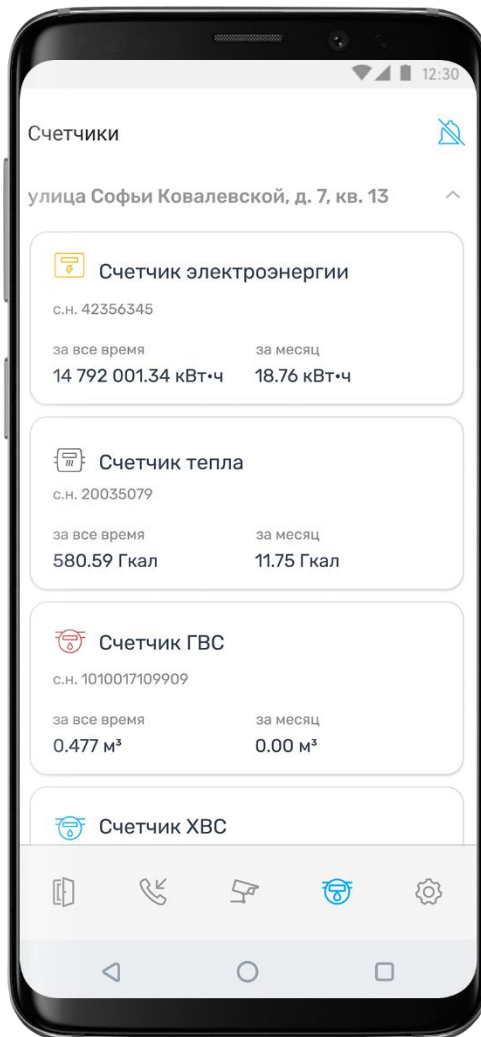 12:30
Счетчики
улица Софьи Ковалевской, д. 7, кв. 13
Счетчик электроэнергии
с.н. 42356345
за все время за месяц
14 792 001.34 кВт•ч 18.76 кВт•ч
Счетчик тепла
с.н. 20035079
за все время за месяц
580.59 Гкал 11.75 Гкал
Счетчик ГВС
с.н. 1010017109909
за все время за месяц
0.477 м³ 0.00 м³
Счетчик ХВС